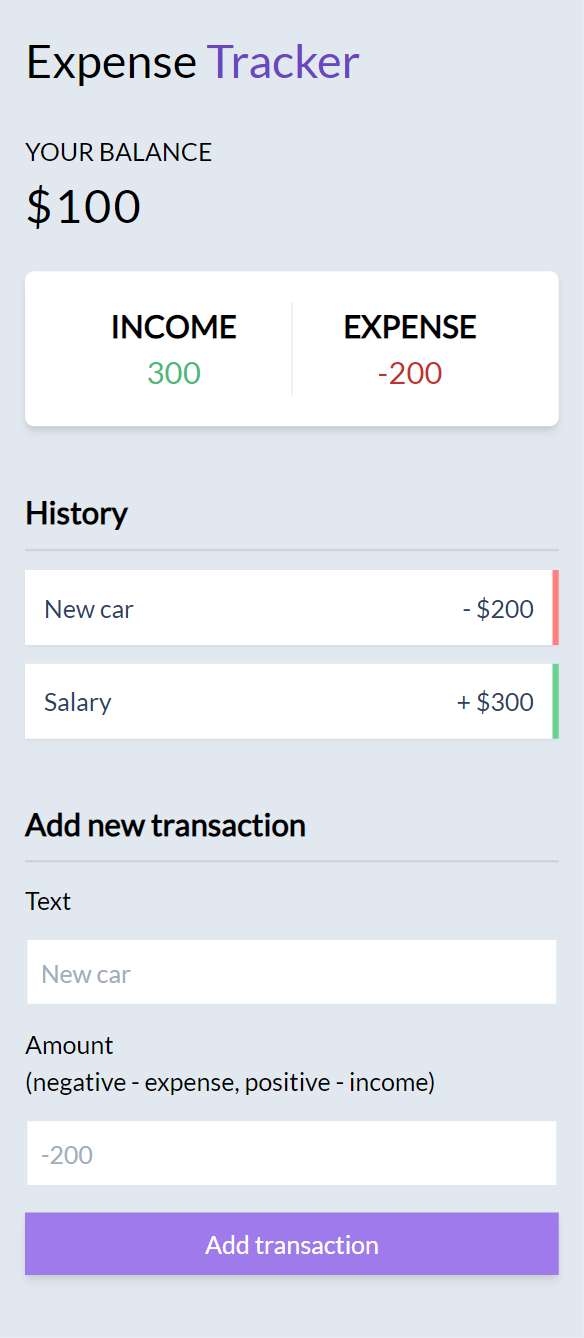 Expense Tracker
YOUR BALANCE
$100
INCOME EXPENSE
300 -200
History
New car - $200
Salary + $300
Add new transaction
Text
New car
Amount
(negative - expense, positive - income)
-200
Add transaction